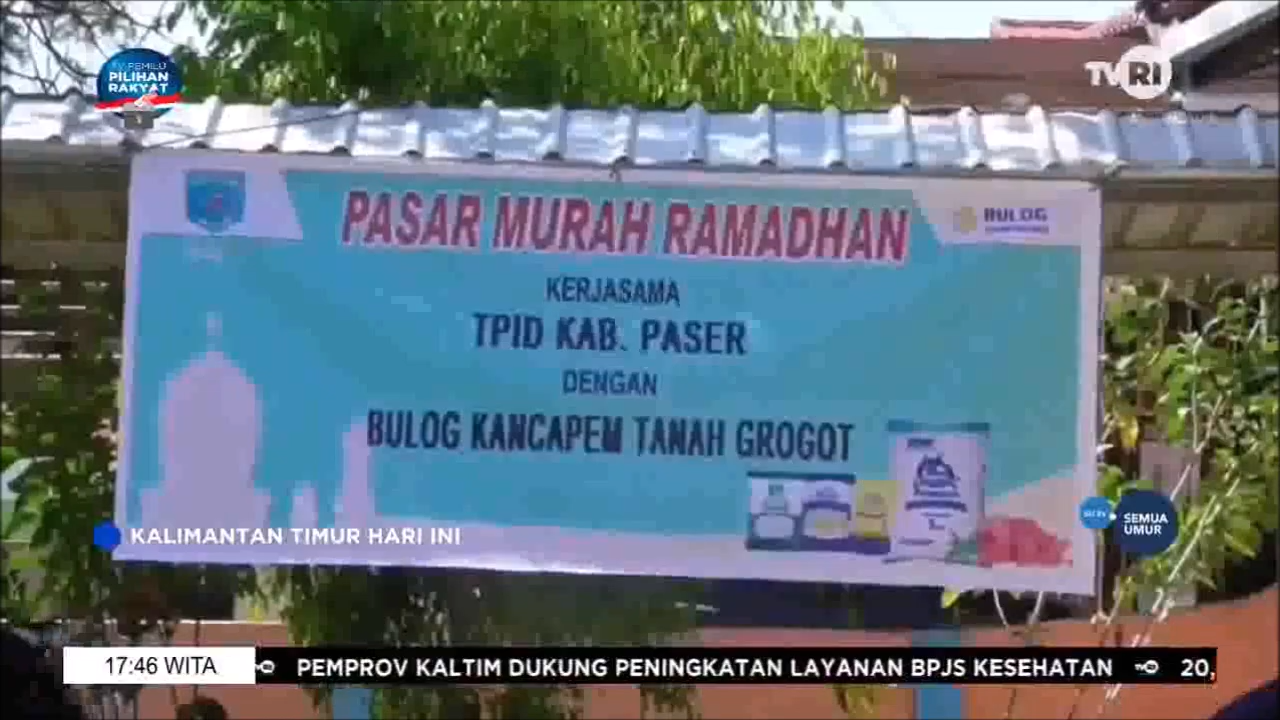 TV PEMILU
PILIHAN
RAKYAT
TVRI
PASAR MURAH RAMADHAN
BULOG
KERJASAMA
TPID KAB. PASER
DENGAN
BULOG KANCAPEM TANAH GROGOT
KALIMANTAN TIMUR HARI INI
SEMUA
UMUR
17:46 WITA
PEMPROV KALTIM DUKUNG PENINGKATAN LAYANAN BPJS KESEHATAN
20,